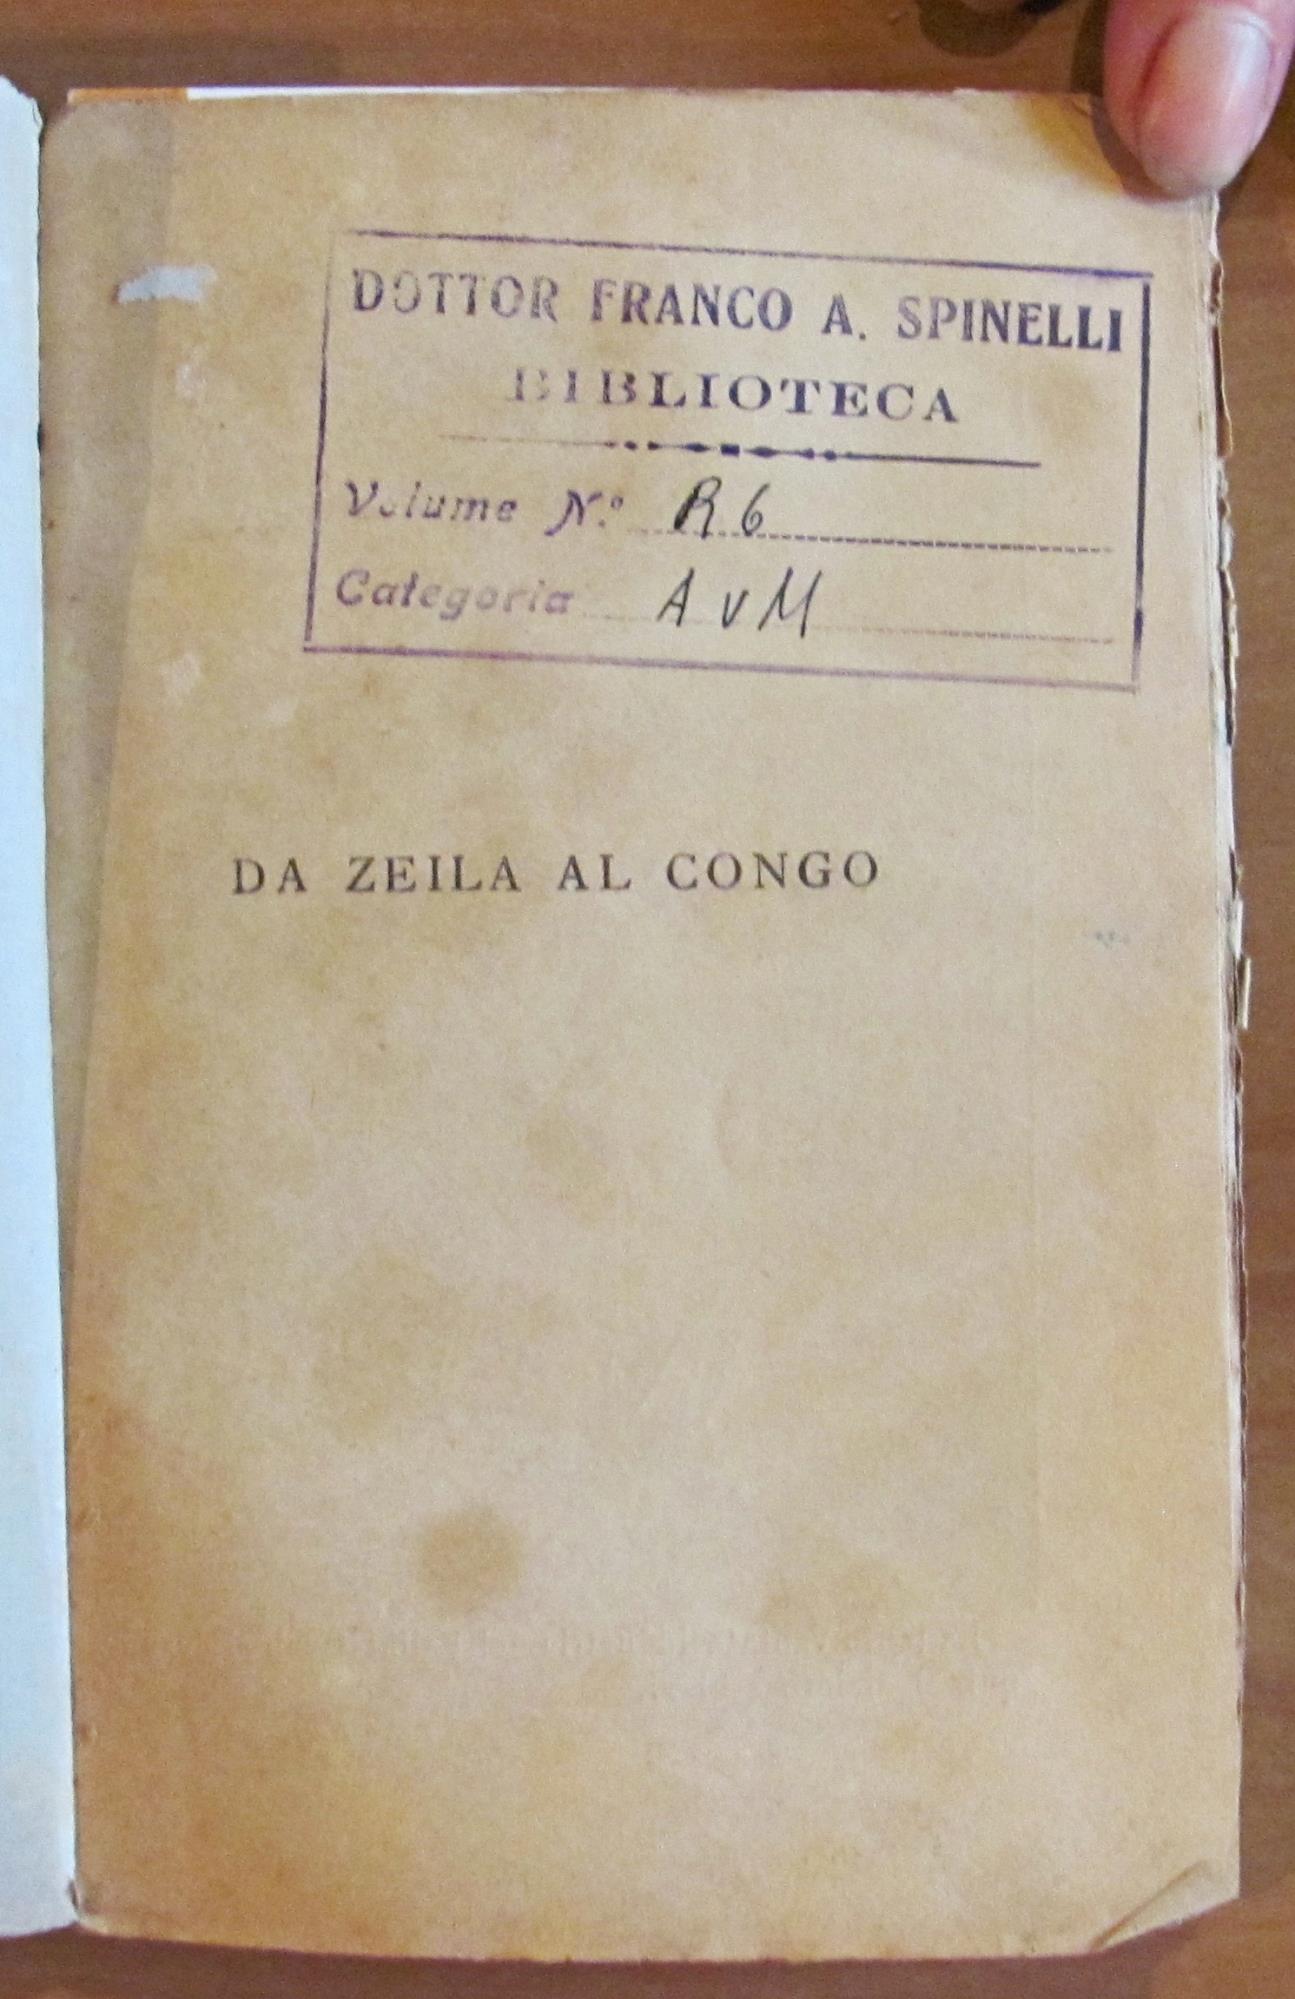 DOTTOR FRANCO A. SPINELLI
BIBLIOTECA
Volume N.° R6
Categoria AVM
DA ZEILA AL CONGO